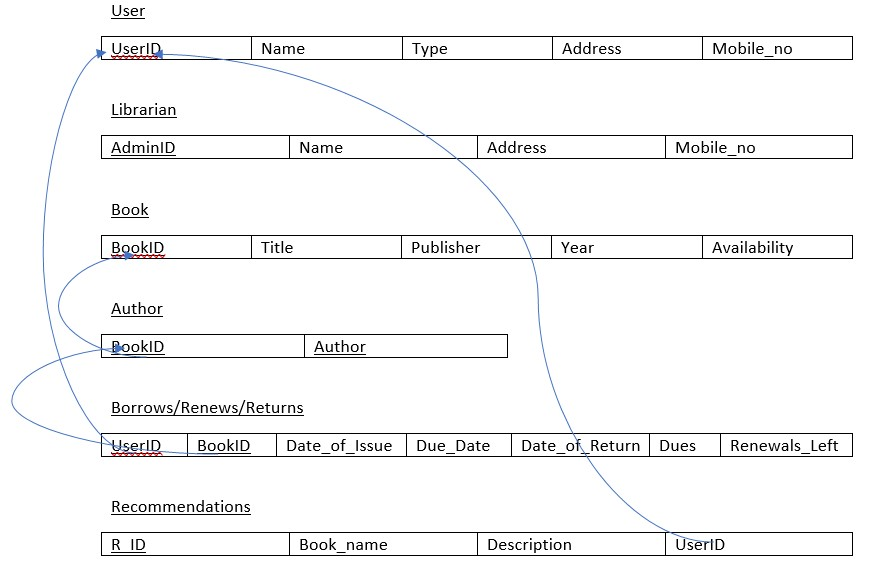 User
UserID Name Type Address Mobile_no
Librarian
AdminID Name Address Mobile_no
Book
BookID Title Publisher Year Availability
Author
BookID Author
Borrows/Renews/Returns
UserID BookID Date_of_Issue Due_Date Date_of_Return Dues Renewals_Left
Recommendations
R_ID Book_name Description UserID